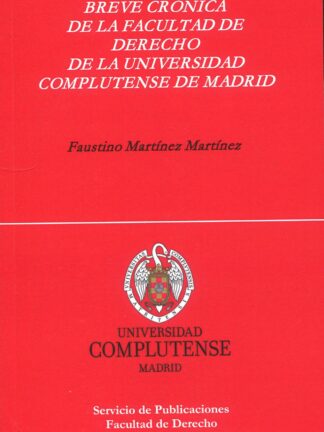 BREVE CRÓNICA
DE LA FACULTAD DE
DERECHO
DE LA UNIVERSIDAD
COMPLUTENSE DE MADRID
Faustino Martínez Martínez
UNIVERSIDAD
COMPLUTENSE
MADRID
Servicio de Publicaciones
Facultad de Derecho